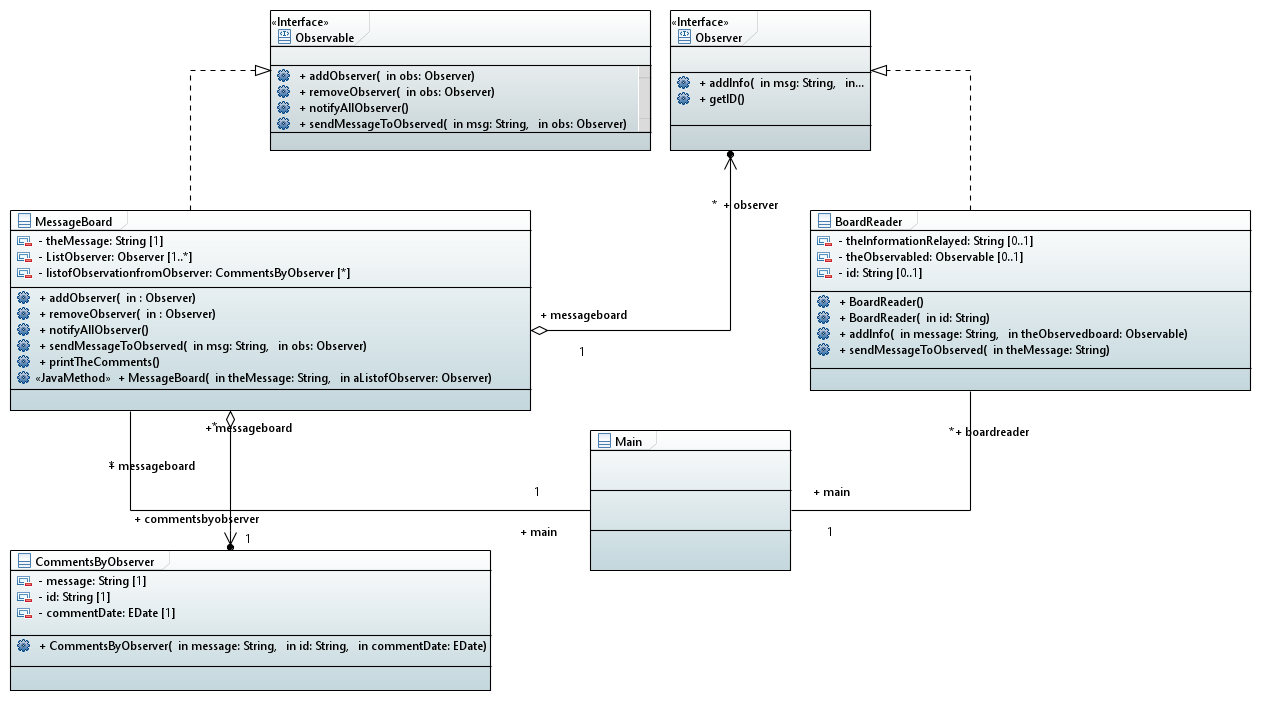 «Interface»
Observable
+ addObserver( in obs: Observer)
+ removeObserver( in obs: Observer)
+ notifyAllObserver()
+ sendMessageToObserved( in msg: String, in obs: Observer)
«Interface»
Observer
+ addInfo( in msg: String, in...
+ getID()
* + observer
MessageBoard
- theMessage: String [1]
- ListObserver: Observer [1..*]
- listofObservationfromObserver: CommentsByObserver [*]
+ addObserver( in : Observer)
+ removeObserver( in : Observer)
+ notifyAllObserver()
+ sendMessageToObserved( in msg: String, in obs: Observer)
+ printTheComments()
«JavaMethod» + MessageBoard( in theMessage: String, in aListofObserver: Observer)
+ messageboard
1
BoardReader
- theInformationRelayed: String [0..1]
- theObservabled: Observable [0..1]
- id: String [0..1]
+ BoardReader()
+ BoardReader( in id: String)
+ addInfo( in message: String, in theObservedboard: Observable)
+ sendMessageToObserved( in theMessage: String)
+ messageboard
*
* + boardreader
Main
* messageboard
1
+ main
+ main
1
+ commentsbyobserver
1
CommentsByObserver
- message: String [1]
- id: String [1]
- commentDate: EDate [1]
+ CommentsByObserver( in message: String, in id: String, in commentDate: EDate)